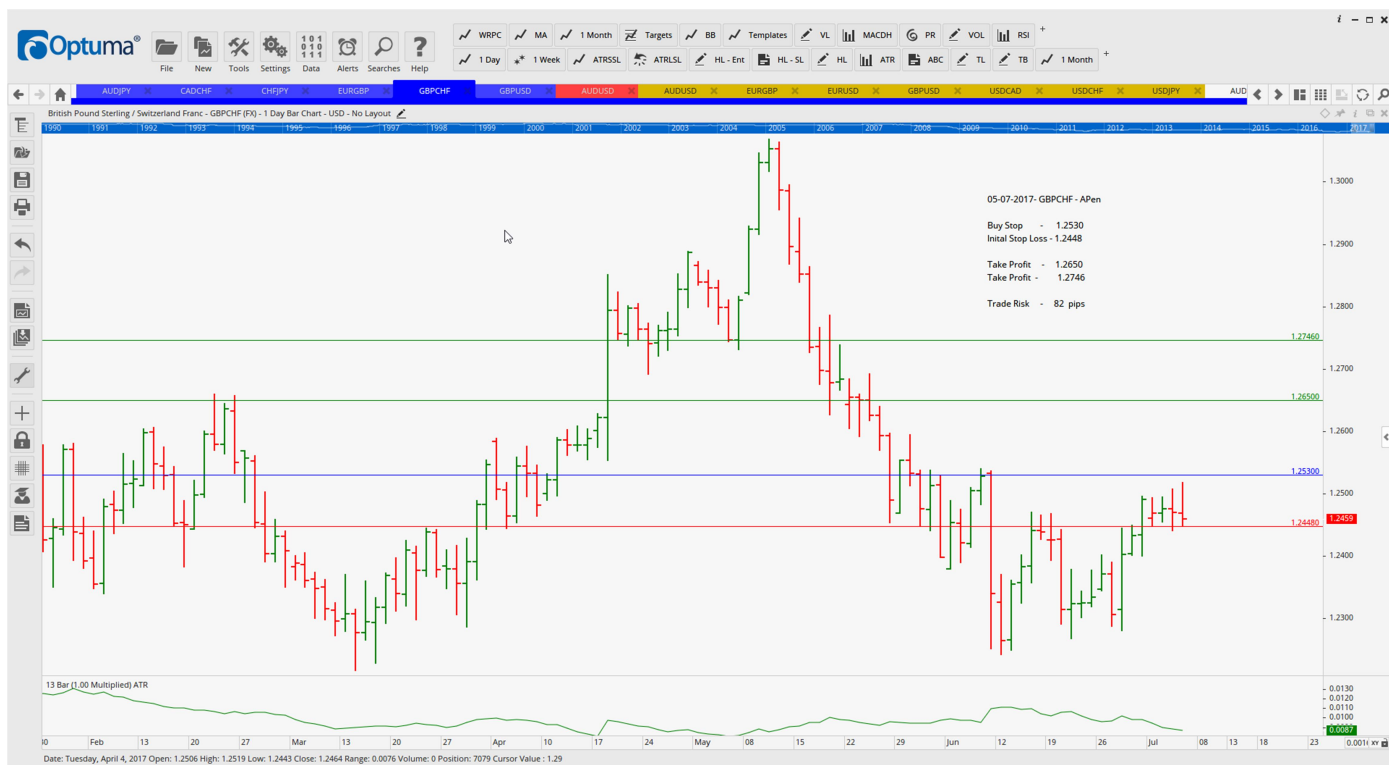 Optuma®
File
New
Tools
Settings
Data
Alerts
Searches
Help
WRPC
MA
1 Month
Targets
BB
Templates
VL
MACDH
PR
VOL
RSI
1 Day
1 Week
ATRSSL
ATRLSL
HL - Ent
HL - SL
HL
ATR
ABC
TL
TB
1 Month
AUDJPY
CADCHF
CHFJPY
EURGBP
GBPCHF
GBPUSD
AUDUSD
AUDUSD
EURGBP
EURUSD
GBPUSD
USDCAD
USDCHF
USDJPY
AUD
British Pound Sterling / Switzerland Franc - GBPCHF (FX) - 1 Day Bar Chart - USD - No Layout
1990 1991 1992 1993 1994 1995 1996 1997 1998 1999 2000 2001 2002 2003 2004 2005 2006 2007 2008 2009 2010 2011 2012 2013 2014 2015 2016 2017
05-07-2017- GBPCHF - APen
Buy Stop - 1.2530
Inital Stop Loss - 1.2448
Take Profit - 1.2650
Take Profit - 1.2746
Trade Risk - 82 pips
1.27460
1.26500
1.25300
1.24480
1.3000
1.2900
1.2800
1.2700
1.2600
1.2500
1.2459
1.2400
1.2300
13 Bar (1.00 Multiplied) ATR
0.0130
0.0120
0.0110
0.0100
0.0087
Feb 13 20 27 Mar 13 20 27 Apr 10 17 24 May 08 15 22 29 Jun 12 19 26 Jul 08 13 18 23
Date: Tuesday, April 4, 2017 Open: 1.2506 High: 1.2519 Low: 1.2443 Close: 1.2464 Range: 0.0076 Volume: 0 Position: 7079 Cursor Value : 1.29